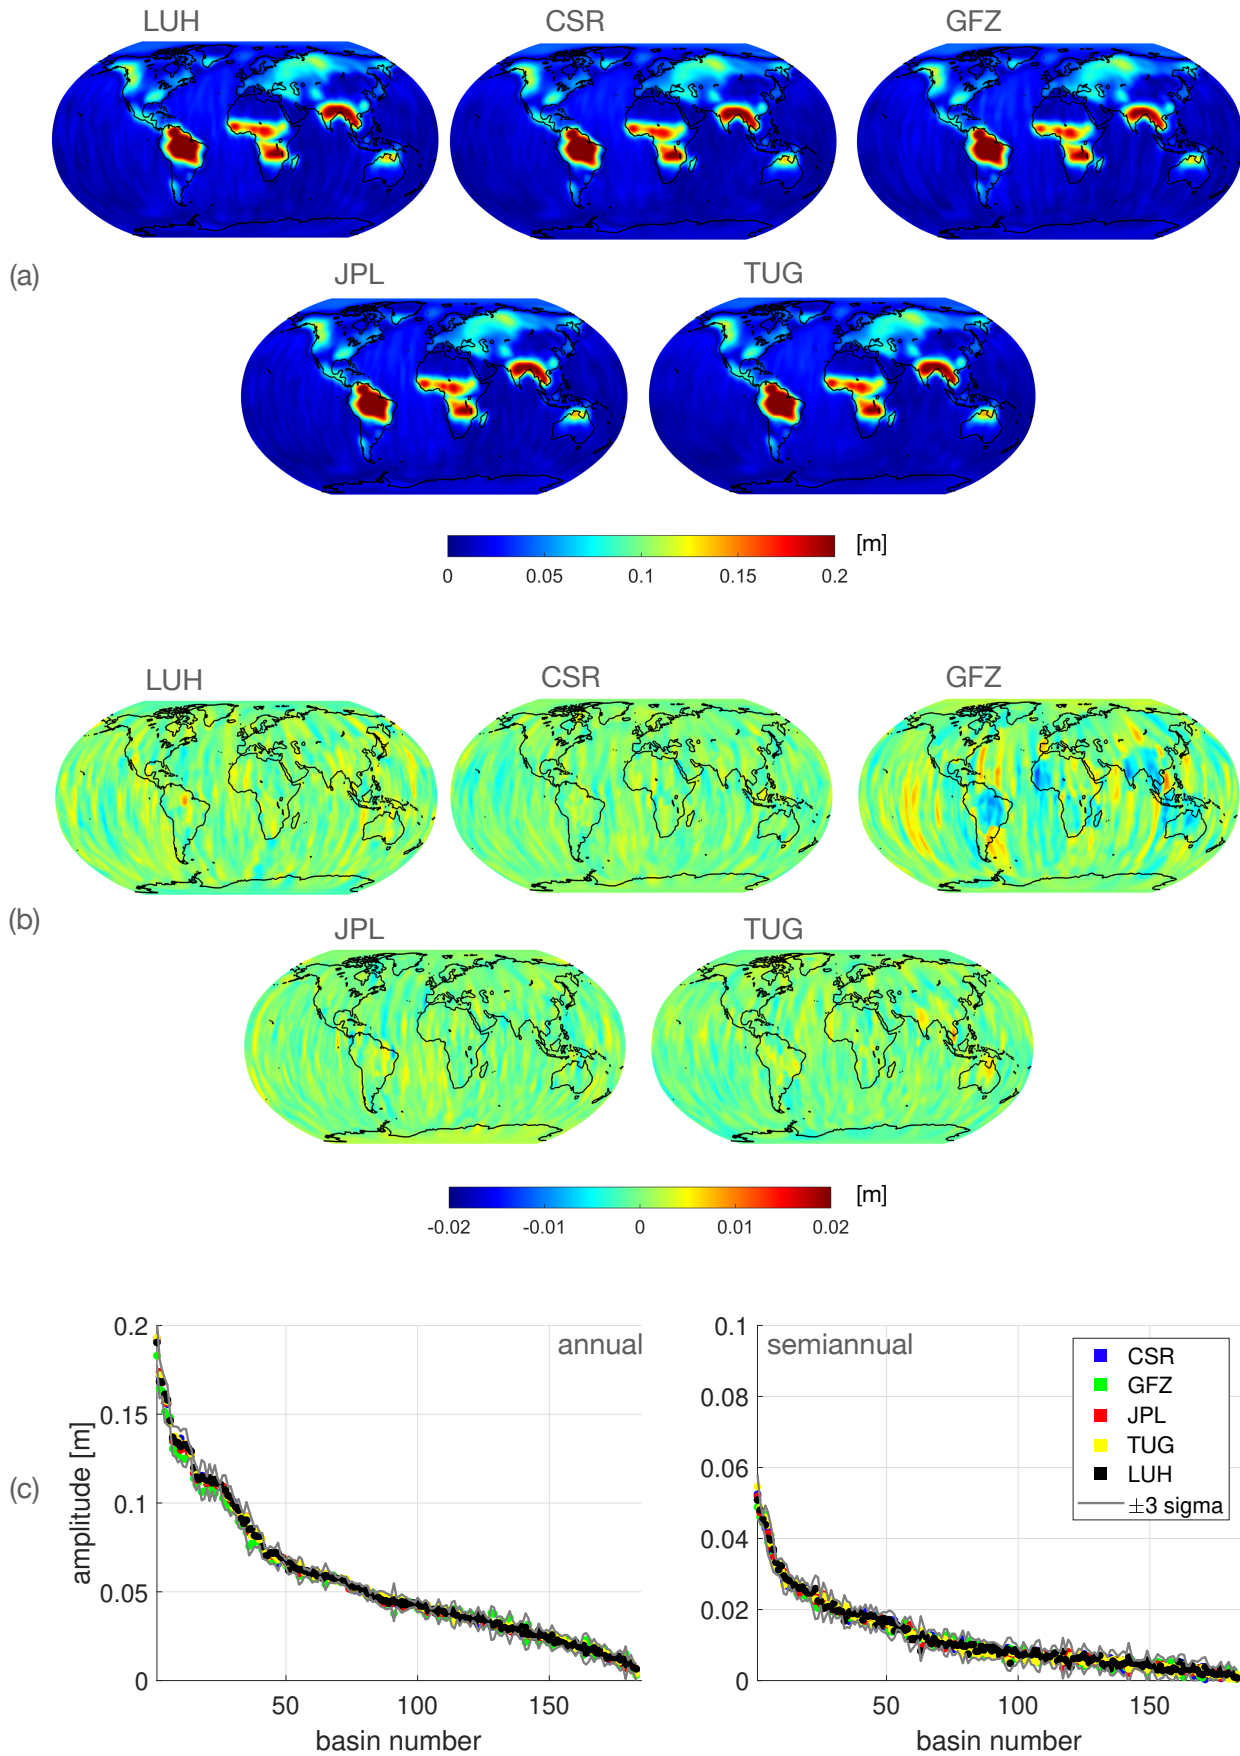 LUH CSR GFZ
(a)
JPL TUG
[m]
0 0.05 0.1 0.15 0.2
LUH CSR GFZ
(b)
JPL TUG
[m]
-0.02 -0.01 0 0.01 0.02
(c)
amplitude [m]
0.2
0.15
0.1
0.05
0
annual
50 100 150
basin number
0.1
0.08
0.06
0.04
0.02
0
semiannual
CSR
GFZ
JPL
TUG
LUH
±3 sigma
50 100 150
basin number